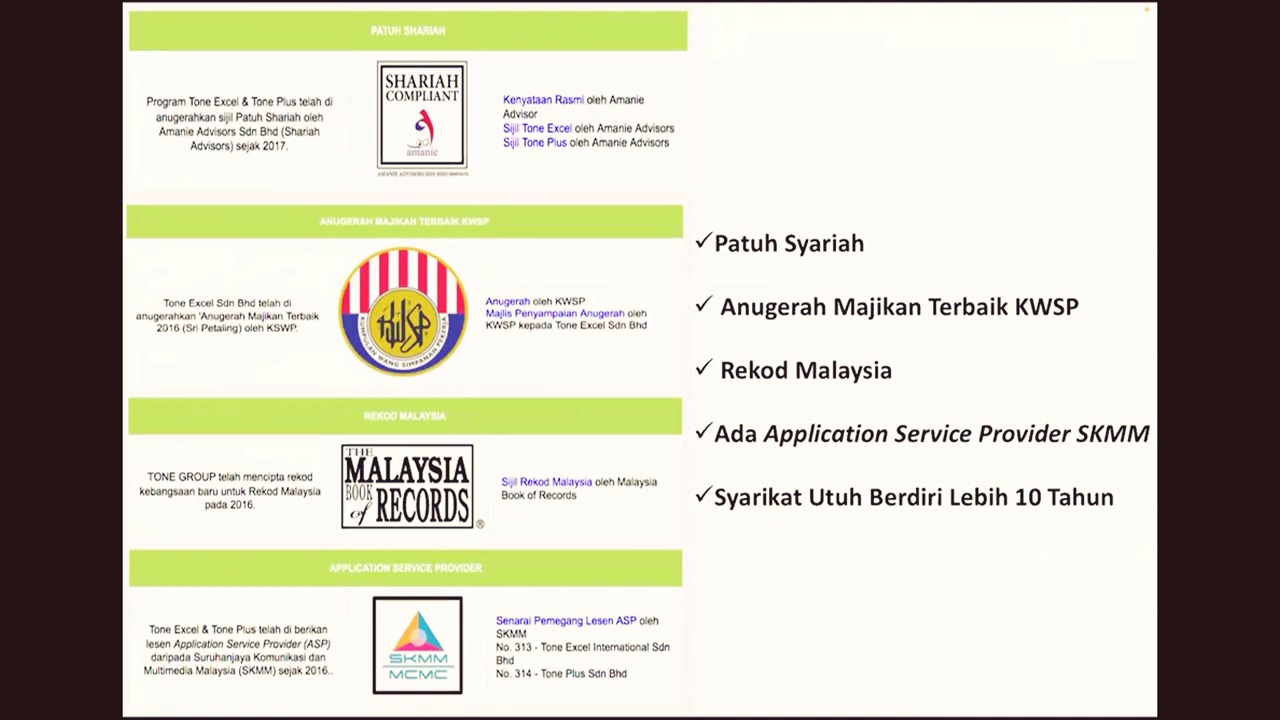 PATUH SHARIAH
Program Tone Excel & Tone Plus telah di
anugerahkan sijil Patuh Shariah oleh
Amanie Advisors Sdn Bhd (Shariah
Advisors) sejak 2017.
SHARIAH
COMPLIANT
amanie
Kenyataan Rasmi oleh Amanie
Advisor
Sijil Tone Excel oleh Amanie Advisors
Sijil Tone Plus oleh Amanie Advisors
ANUGERAH MAJIKAN TERBAIK KWSP
Tone Excel Sdn Bhd telah di
anugerahkan 'Anugerah Majikan Terbaik
2016 (Sri Petaling) oleh KSWP.
KWSP
KUMPULAN WANG SIMPANAN PEKERJA
Anugerah oleh KWSP
Majlis Penyampaian Anugerah oleh
KWSP kepada Tone Excel Sdn Bhd
REKOD MALAYSIA
TONE GROUP telah mencipta rekod
kebangsaan baru untuk Rekod Malaysia
pada 2016.
THE
MALAYSIA
BOOK
of RECORDS
®
Sijil Rekod Malaysia oleh Malaysia
Book of Records
APPLICATION SERVICE PROVIDER
Tone Excel & Tone Plus telah di berikan
lesen Application Service Provider (ASP)
daripada Suruhanjaya Komunikasi dan
Multimedia Malaysia (SKMM) sejak 2016..
SKMM
MCMC
Senarai Pemegang Lesen ASP oleh
SKMM
No. 313 - Tone Excel International Sdn
Bhd
No. 314 - Tone Plus Sdn Bhd
✓Patuh Syariah
✓ Anugerah Majikan Terbaik KWSP
✓ Rekod Malaysia
✓Ada Application Service Provider SKMM
✓Syarikat Utuh Berdiri Lebih 10 Tahun